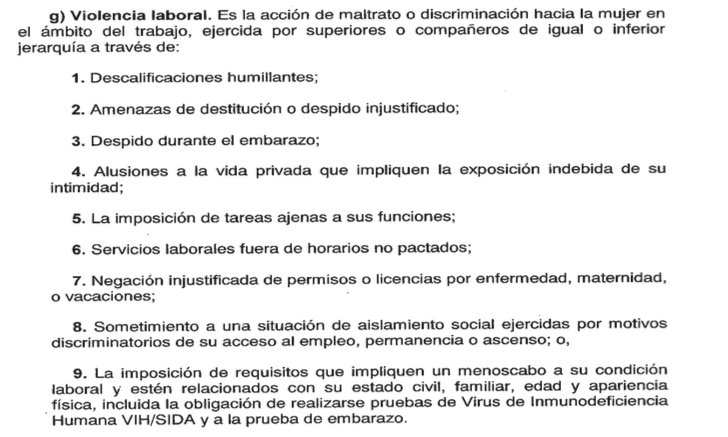 g) Violencia laboral. Es la acción de maltrato o discriminación hacia la mujer en
el ámbito del trabajo, ejercida por superiores o compañeros de igual o inferior
jerarquía a través de:
1. Descalificaciones humillantes;
2. Amenazas de destitución o despido injustificado;
3. Despido durante el embarazo;
4. Alusiones a la vida privada que impliquen la exposición indebida de su
intimidad;
5. La imposición de tareas ajenas a sus funciones;
6. Servicios laborales fuera de horarios no pactados;
7. Negación injustificada de permisos o licencias por enfermedad, maternidad,
o vacaciones;
8. Sometimiento a una situación de aislamiento social ejercidas por motivos
discriminatorios de su acceso al empleo, permanencia o ascenso; o,
9. La imposición de requisitos que impliquen un menoscabo a su condición
laboral y estén relacionados con su estado civil, familiar, edad y apariencia
física, incluida la obligación de realizarse pruebas de Virus de Inmunodeficiencia
Humana VIH/SIDA y a la prueba de embarazo.